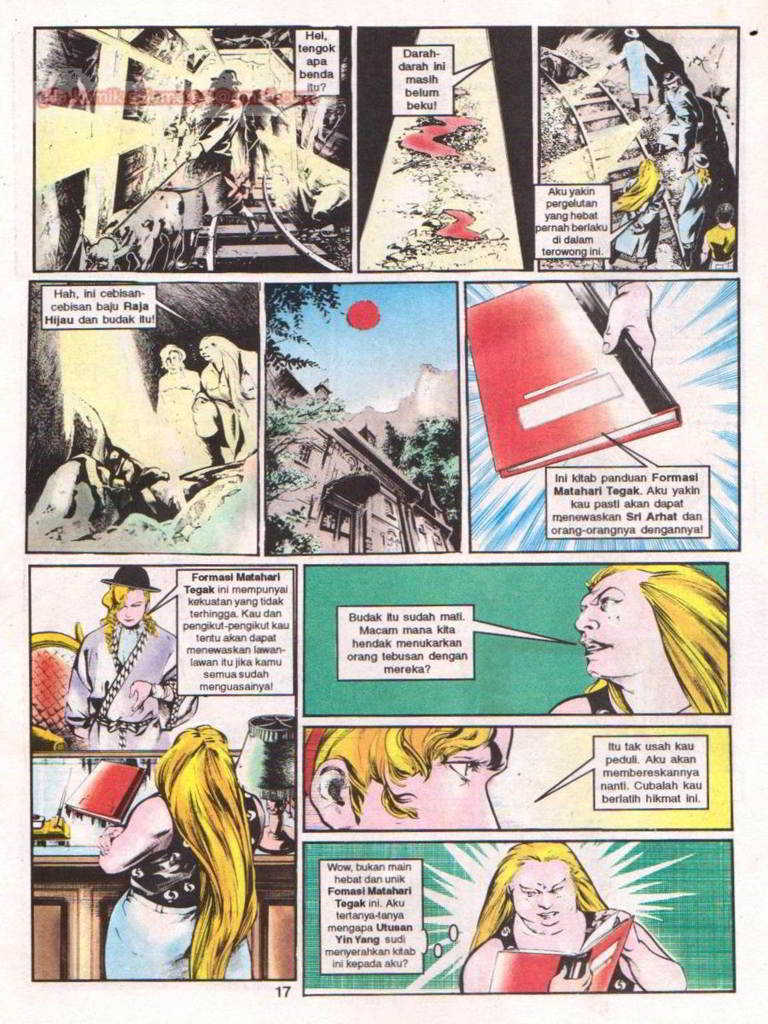 Hei,
tengok
apa
benda
itu?
Darah-
darah ini
masih
belum
beku!
Aku yakin
pergelutan
yang hebat
pernah berlaku
di dalam
terowong ini.
Hah, ini cebisan-
cebisan baju Raja
Hijau dan budak itu!
Ini kitab panduan Formasi
Matahari Tegak. Aku yakin
kau pasti akan dapat
menewaskan Sri Arhat dan
orang-orangnya dengannya!
Formasi Matahari
Tegak ini mempunyai
kekuatan yang tidak
terhingga. Kau dan
pengikut-pengikut kau
tentu akan dapat
menewaskan lawan-
lawan itu jika kamu
semua sudah
menguasainya!
Budak itu sudah mati.
Macam mana kita
hendak menukarkan
orang tebusan dengan
mereka?
Itu tak usah kau
peduli. Aku akan
membereskannya
nanti. Cubalah kau
berlatih hikmat ini.
Wow, bukan main
hebat dan unik
Fomasi Matahari
Tegak ini. Aku
tertanya-tanya
mengapa Utusan
Yin Yang sudi
menyerahkan kitab
ini kepada aku?
17